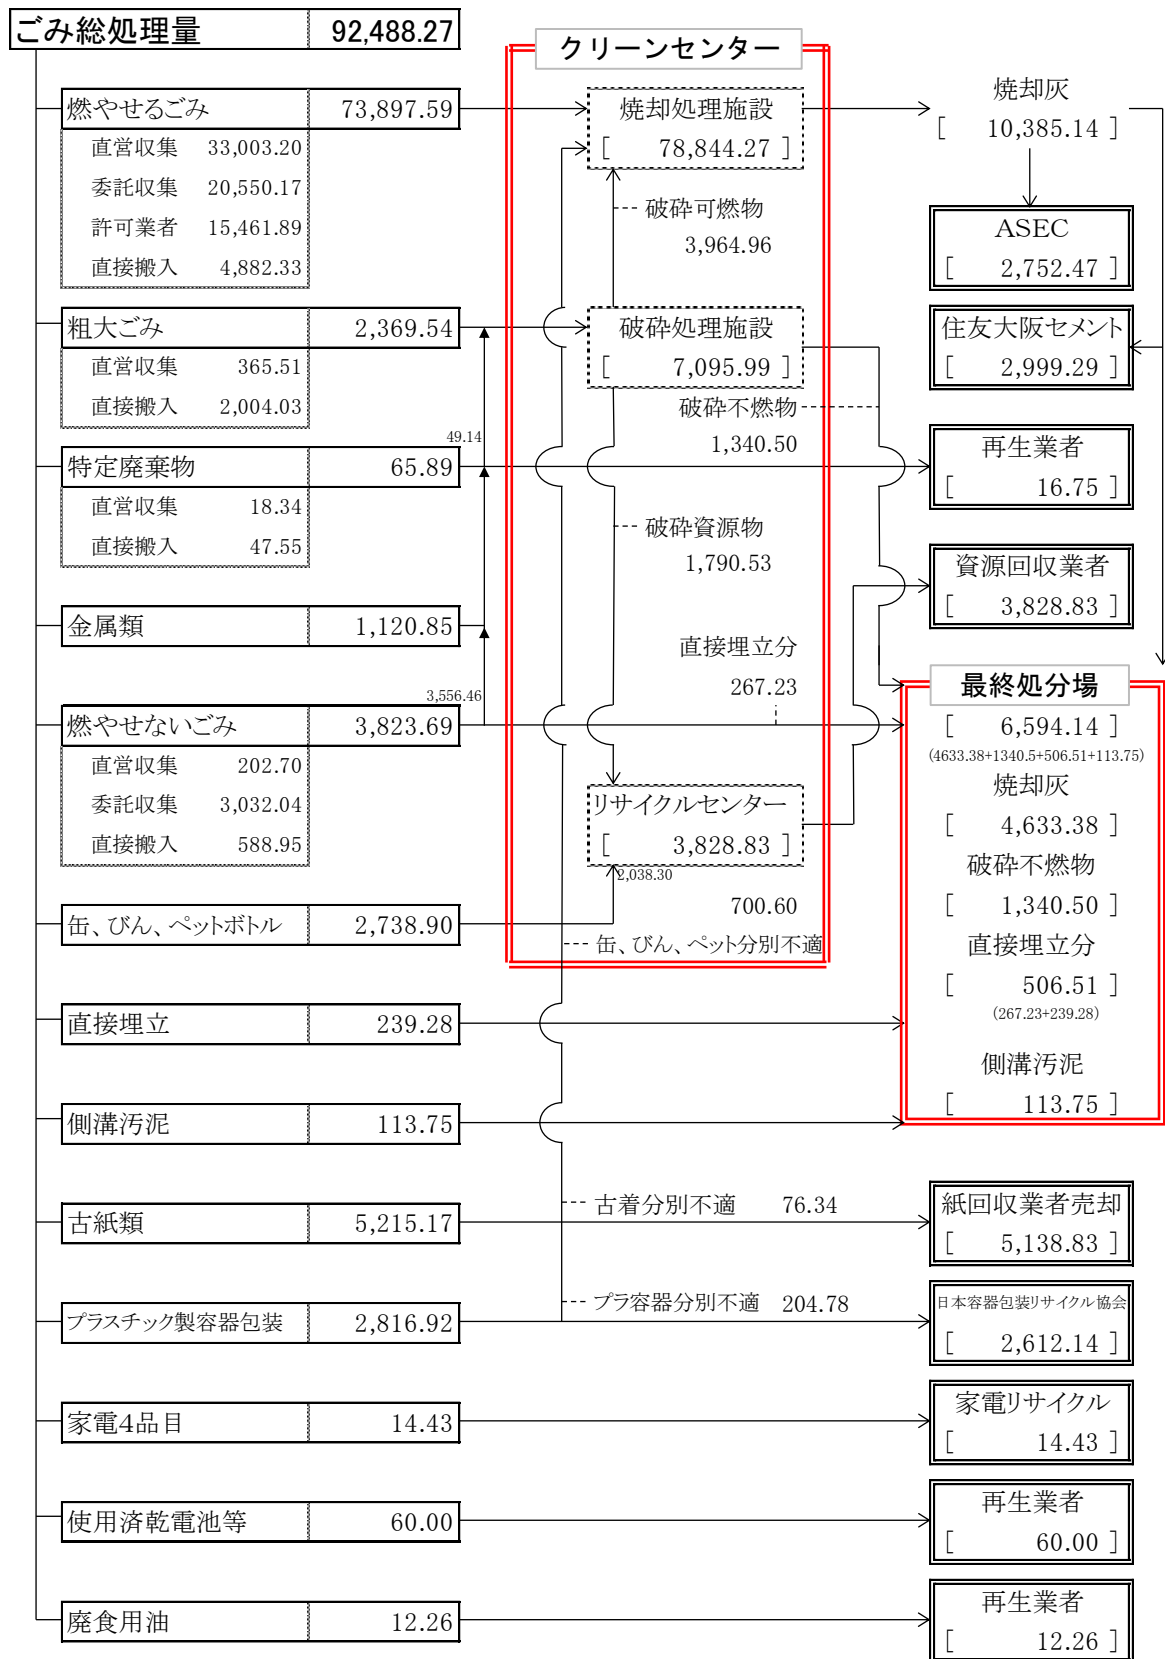 ごみ総処理量 92,488.27
クリーンセンター
燃やせるごみ 73,897.59
直営収集 33,003.20
委託収集 20,550.17
許可業者 15,461.89
直接搬入 4,882.33
焼却処理施設
[ 78,844.27 ]
焼却灰
[ 10,385.14 ]
破砕可燃物
3,964.96
ASEC
[ 2,752.47 ]
粗大ごみ 2,369.54
直営収集 365.51
直接搬入 2,004.03
破砕処理施設
[ 7,095.99 ]
住友大阪セメント
[ 2,999.29 ]
破砕不燃物
1,340.50
49.14
特定廃棄物 65.89
直営収集 18.34
直接搬入 47.55
再生業者
[ 16.75 ]
破砕資源物
1,790.53
資源回収業者
[ 3,828.83 ]
金属類 1,120.85
直接埋立分
267.23
3,556.46
燃やせないごみ 3,823.69
直営収集 202.70
委託収集 3,032.04
直接搬入 588.95
リサイクルセンター
[ 3,828.83 ]
2,038.30
最終処分場
[ 6,594.14 ]
(4633.38+1340.5+506.51+113.75)
焼却灰
[ 4,633.38 ]
破砕不燃物
[ 1,340.50 ]
直接埋立分
[ 506.51 ]
(267.23+239.28)
側溝汚泥
[ 113.75 ]
缶、びん、ペットボトル 2,738.90
700.60
缶、びん、ペット分別不適
直接埋立 239.28
側溝汚泥 113.75
古紙類 5,215.17
古着分別不適 76.34
紙回収業者売却
[ 5,138.83 ]
プラスチック製容器包装 2,816.92
プラ容器分別不適 204.78
日本容器包装リサイクル協会
[ 2,612.14 ]
家電4品目 14.43
家電リサイクル
[ 14.43 ]
使用済乾電池等 60.00
再生業者
[ 60.00 ]
廃食用油 12.26
再生業者
[ 12.26 ]